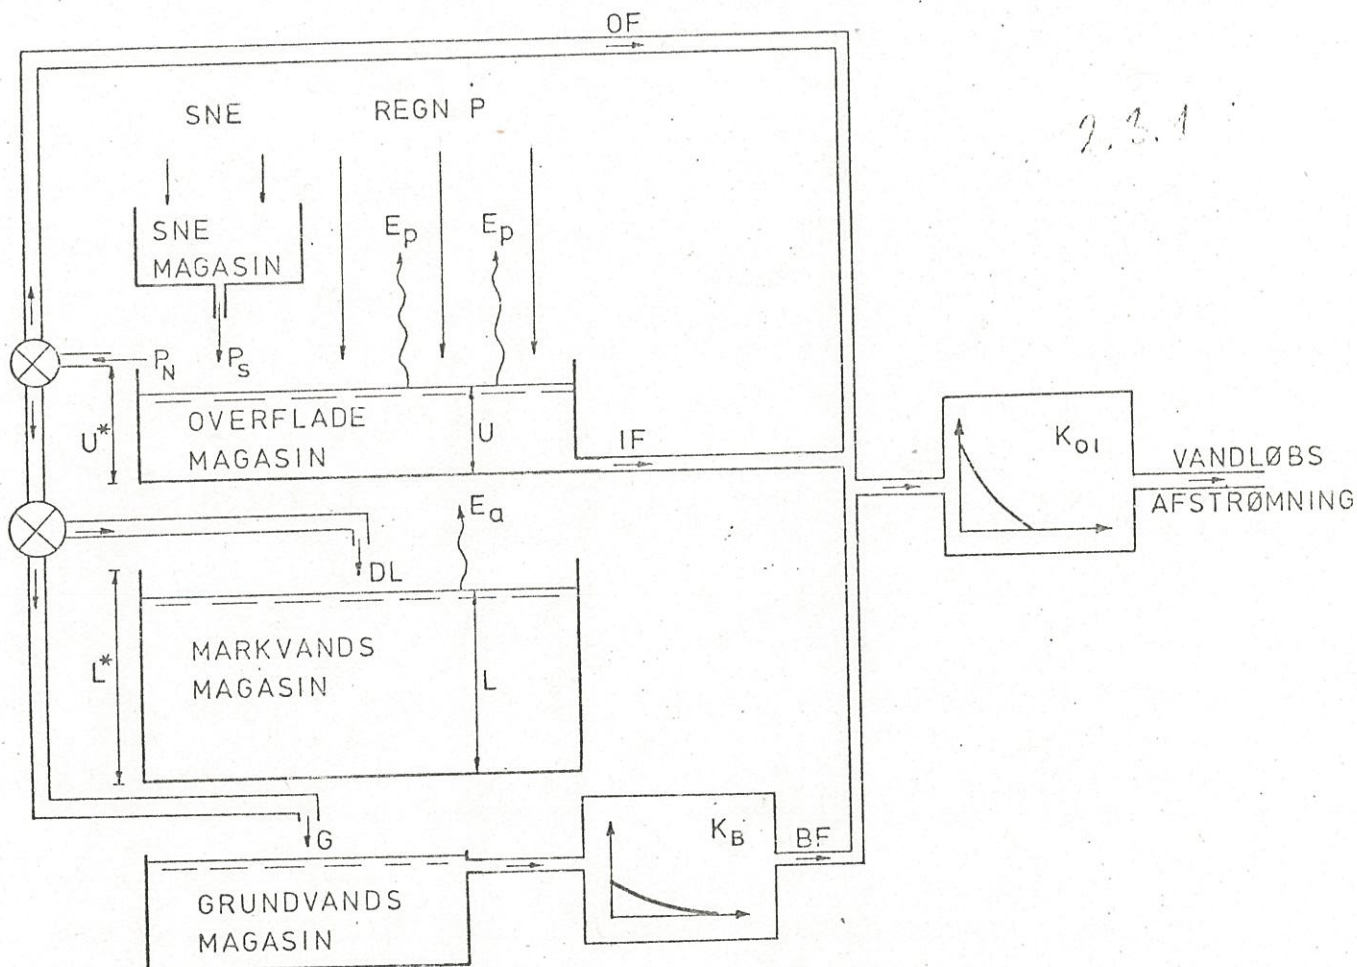 OF
SNE
REGN P
2.3.1
SNE
MAGASIN
Ep
Ep
PN
PS
U*
OVERFLADE
MAGASIN
U
IF
KOI
VANDLØBS
AFSTRØMNING
Ea
DL
L*
MARKVANDS
MAGASIN
L
G
KB
BF
GRUNDVANDS
MAGASIN